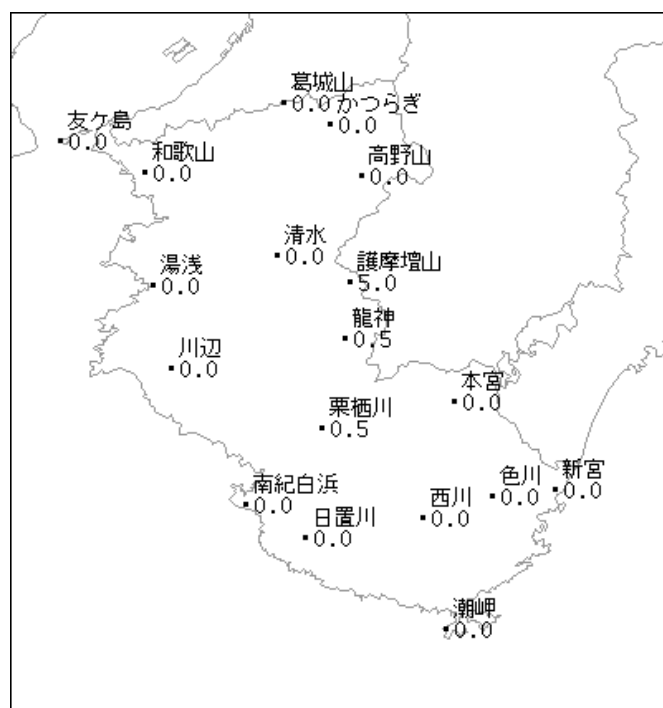 葛城山
0.0
かつらぎ
0.0
友ケ島
0.0
和歌山
0.0
高野山
0.0
清水
0.0
湯浅
0.0
護摩壇山
5.0
龍神
0.5
川辺
0.0
本宮
0.0
栗栖川
0.5
南紀白浜
0.0
日置川
0.0
西川
0.0
色川
0.0
新宮
0.0
潮岬
0.0